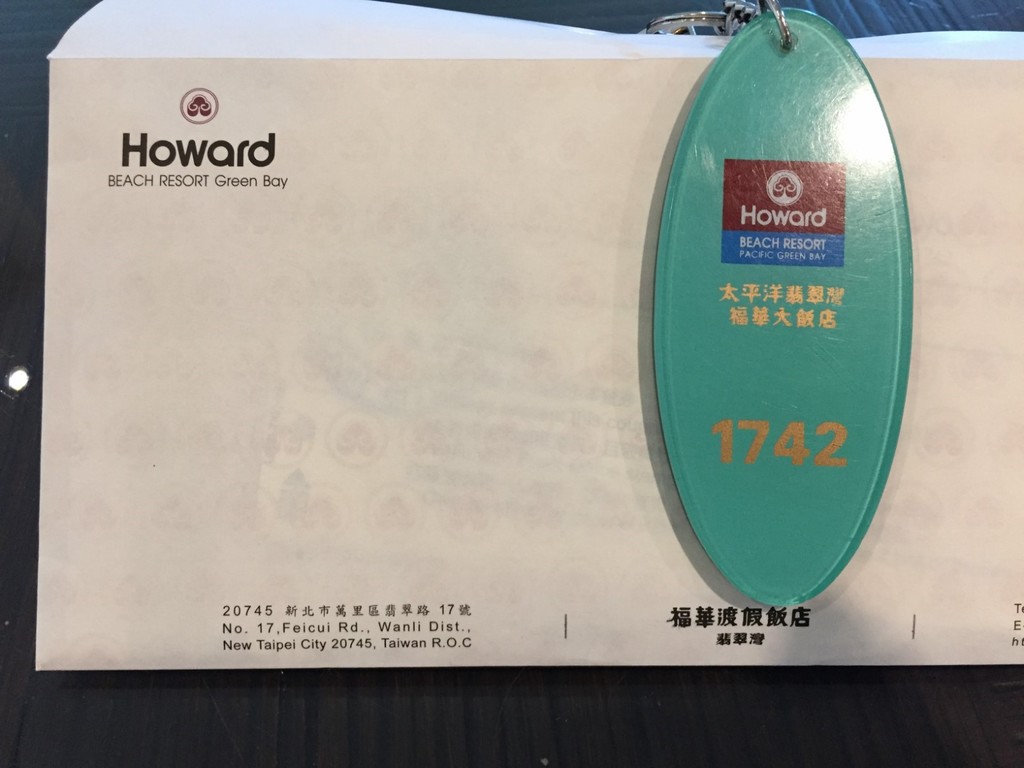 Howard
BEACH RESORT Green Bay
Howard
BEACH RESORT
PACIFIC GREEN BAY
太平洋翡翠灣
福華大飯店
1742
20745 新北市萬里區翡翠路 17號
No. 17,Feicui Rd., Wanli Dist.,
New Taipei City 20745, Taiwan R.O.C
福華渡假飯店
翡翠灣
Te
E-
ht